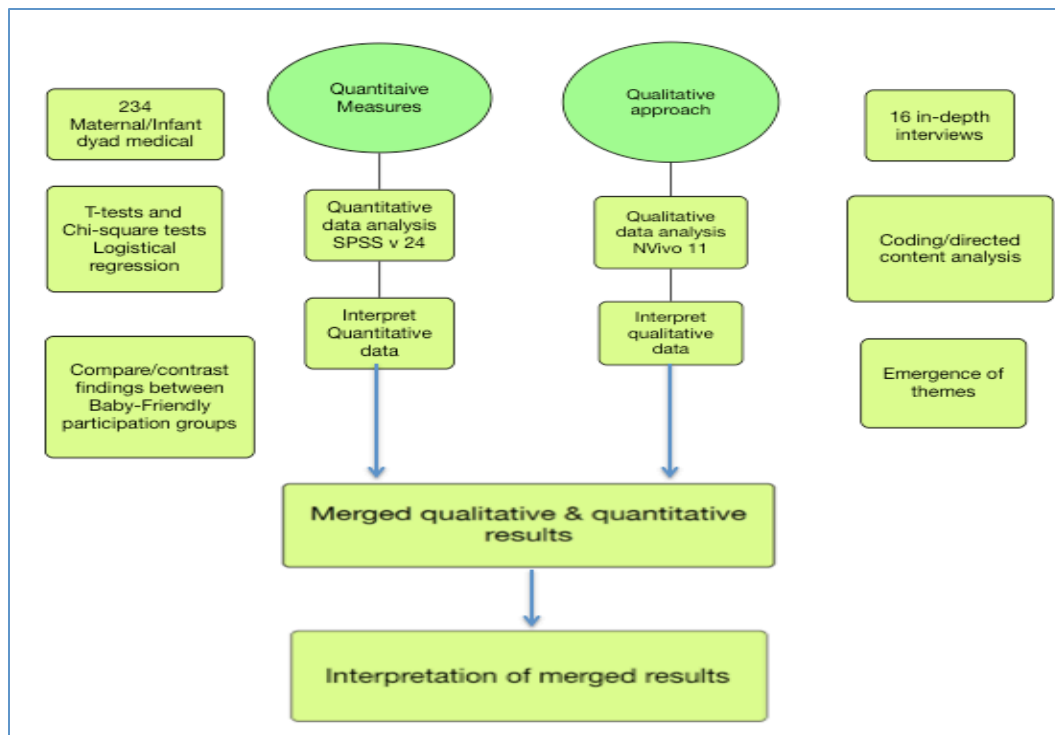 Quantitaive
Measures
Qualitative
approach
234
Maternal/Infant
dyad medical
16 in-depth
interviews
T-tests and
Chi-square tests
Logistical
regression
Quantitative
data analysis
SPSS v 24
Qualitative
data analysis
NVivo 11
Coding/directed
content analysis
Interpret
Quantitative
data
Interpret
qualitative
data
Compare/contrast
findings between
Baby-Friendly
participation groups
Emergence of
themes
Merged qualitative & quantitative
results
Interpretation of merged results